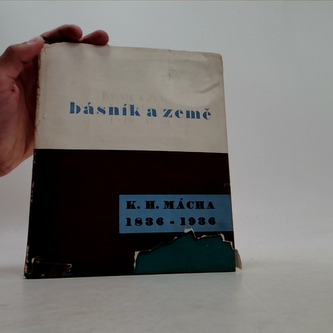 básník a země
K. H. MÁCHA
1836 - 1936